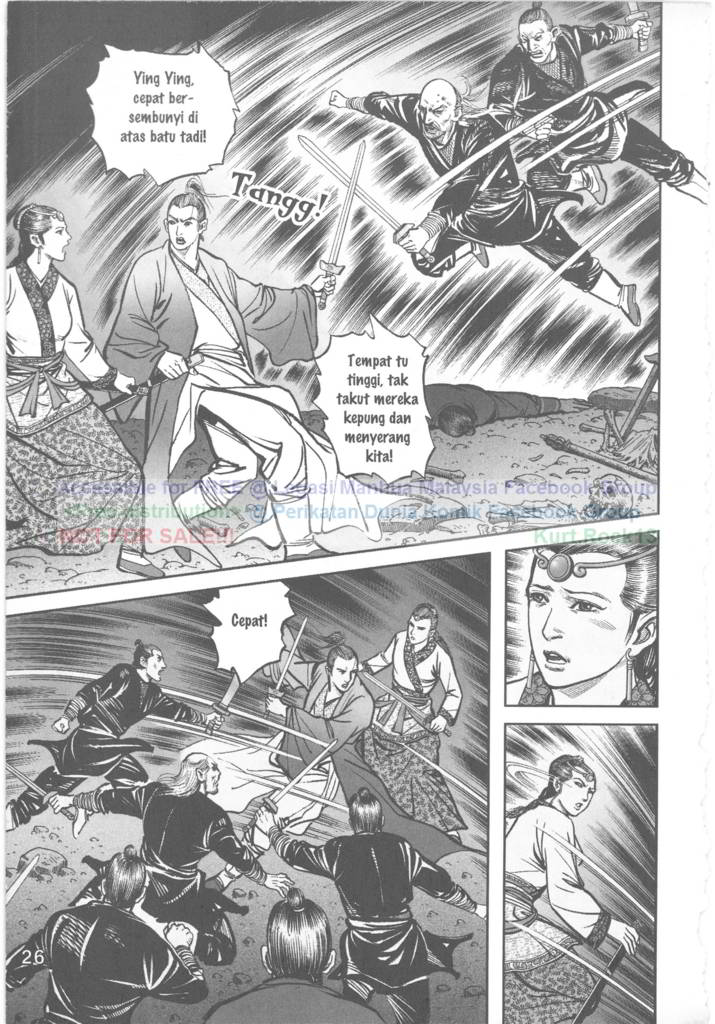 Ying Ying,
cepat ber-
sembunyi di
atas batu tadi!
Tangg!
Tempat tu
tinggi, tak
takut mereka
kepung dan
menyerang
kita!
Accessible for FREE @ Legasi Manhua Malaysia Facebook Group
@ Perikatan Dunia Komik Facebook Group
NOT FOR SALE!!!
Kurt Rock IS
Cepat!
26